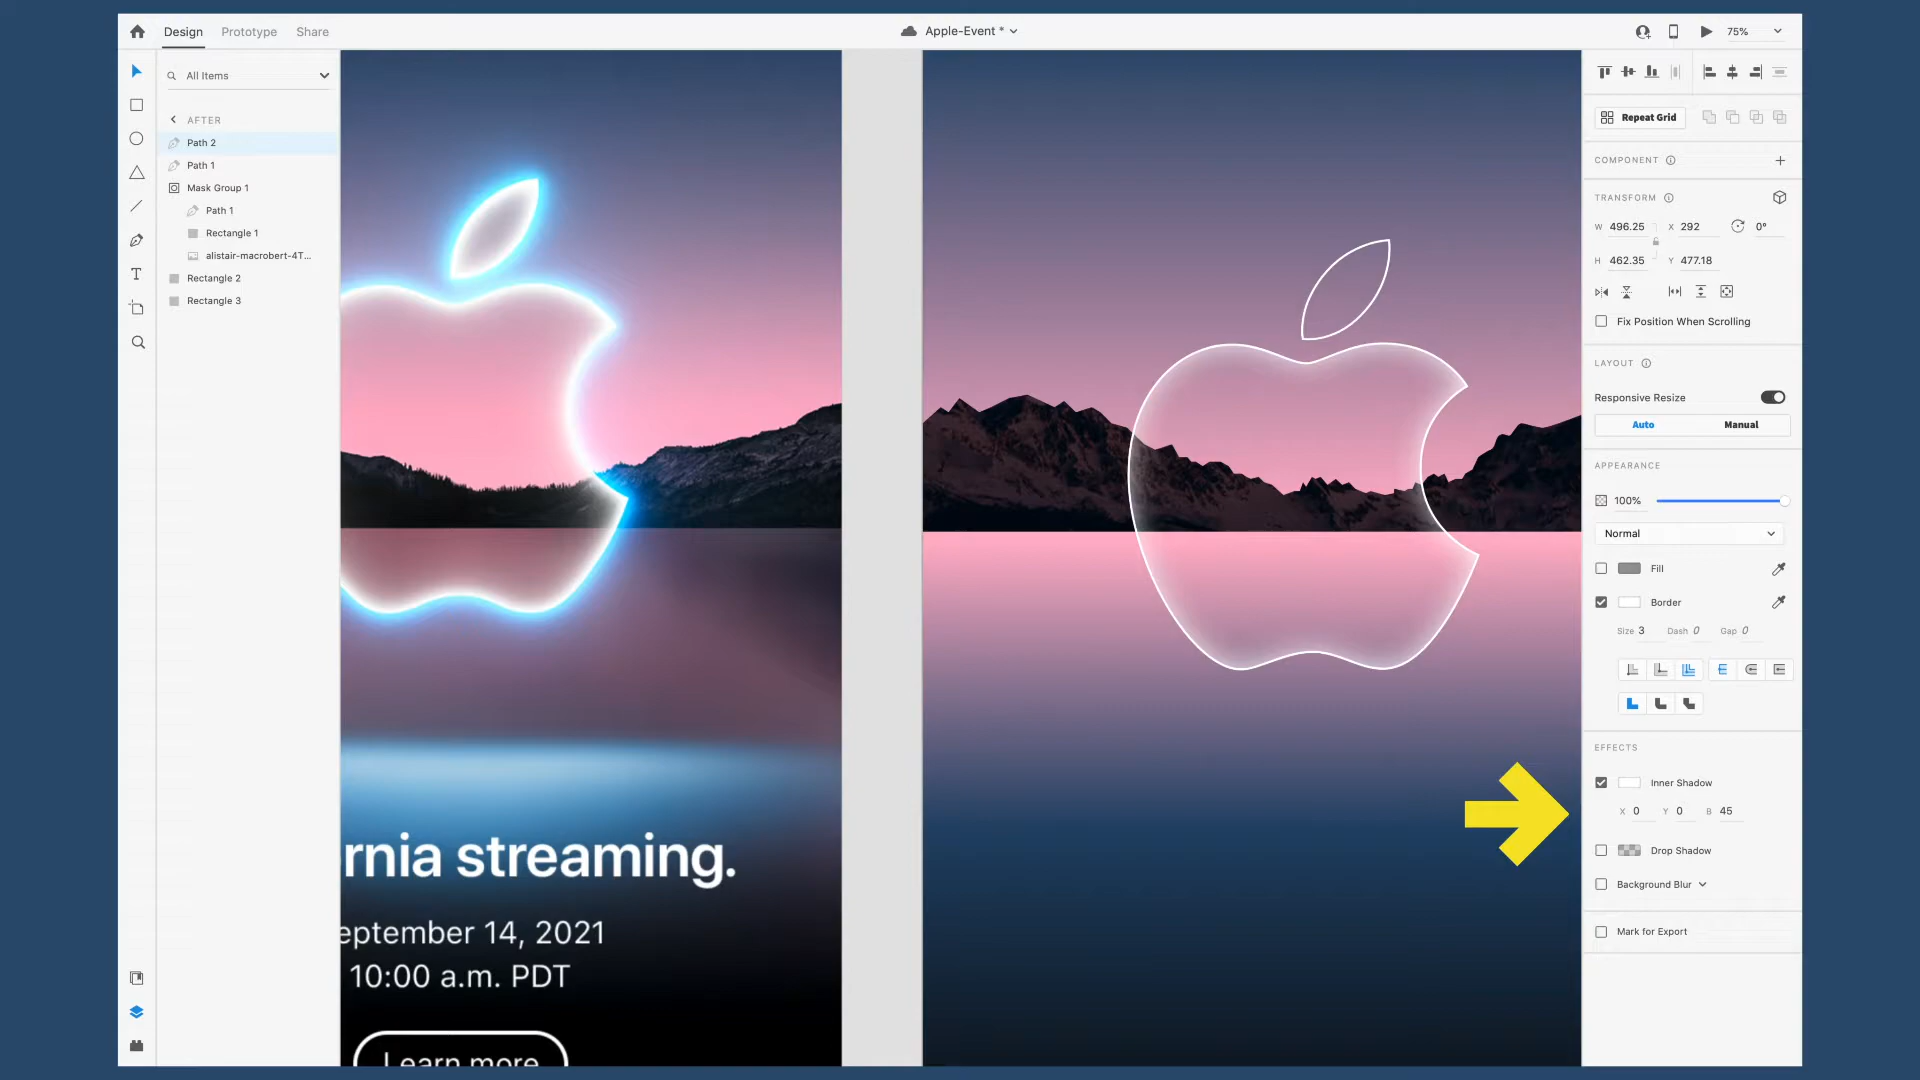 Design Prototype Share
Apple-Event *
75%
All Items
AFTER
Path 2
Path 1
Mask Group 1
Path 1
Rectangle 1
alistair-macrobert-4T...
Rectangle 2
Rectangle 3
rnia streaming.
eptember 14, 2021
10:00 a.m. PDT
Learn more
Repeat Grid
COMPONENT
TRANSFORM
W 496.25 X 292 0°
H 462.35 Y 477.18
Fix Position When Scrolling
LAYOUT
Responsive Resize
Auto Manual
APPEARANCE
100%
Normal
Fill
Border
Size 3 Dash 0 Gap 0
EFFECTS
Inner Shadow
X 0 Y 0 B 45
Drop Shadow
Background Blur
Mark for Export